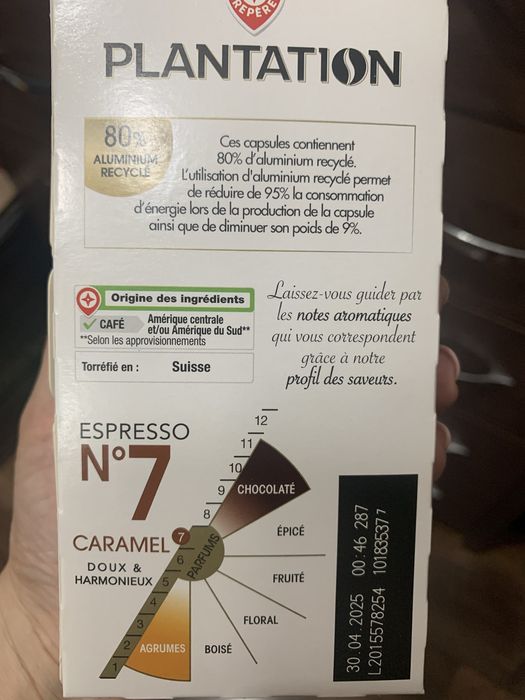 REPÈRE
PLANTATION
80%
ALUMINIUM
RECYCLÉ
Ces capsules contiennent
80% d'aluminium recyclé.
L'utilisation d'aluminium recyclé permet
de réduire de 95% la consommation
d'énergie lors de la production de la capsule
ainsi que de diminuer son poids de 9%.
Origine des ingrédients
CAFÉ
Amérique centrale
et/ou Amérique du Sud**
**Selon les approvisionnements
Torréfié en : Suisse
Laissez-vous guider par
les notes aromatiques
qui vous correspondent
grâce à notre
profil des saveurs.
ESPRESSO
N°7
CARAMEL
DOUX &
HARMONIEUX
12
11
10
9
8
7
6
5
4
3
2
1
PARFUMS
CHOCOLATÉ
ÉPICÉ
FRUITÉ
FLORAL
BOISÉ
AGRUMES
30.04.2025 00:46 287
L2015578254 101835377